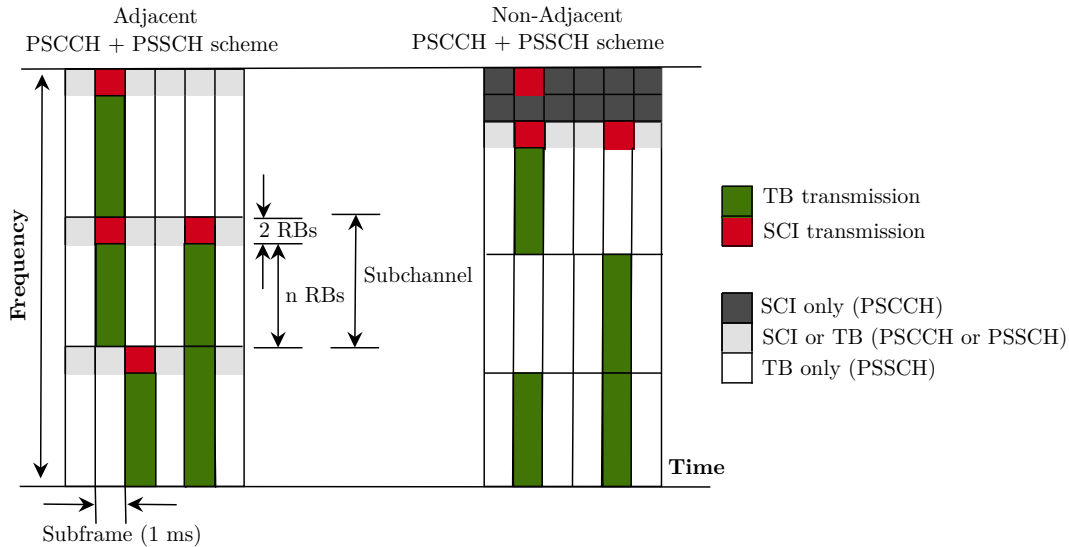 Adjacent
PSCCH + PSSCH scheme
Non-Adjacent
PSCCH + PSSCH scheme
Frequency
2 RBs
n RBs
Subchannel
TB transmission
SCI transmission
SCI only (PSCCH)
SCI or TB (PSCCH or PSSCH)
TB only (PSSCH)
Time
Subframe (1 ms)